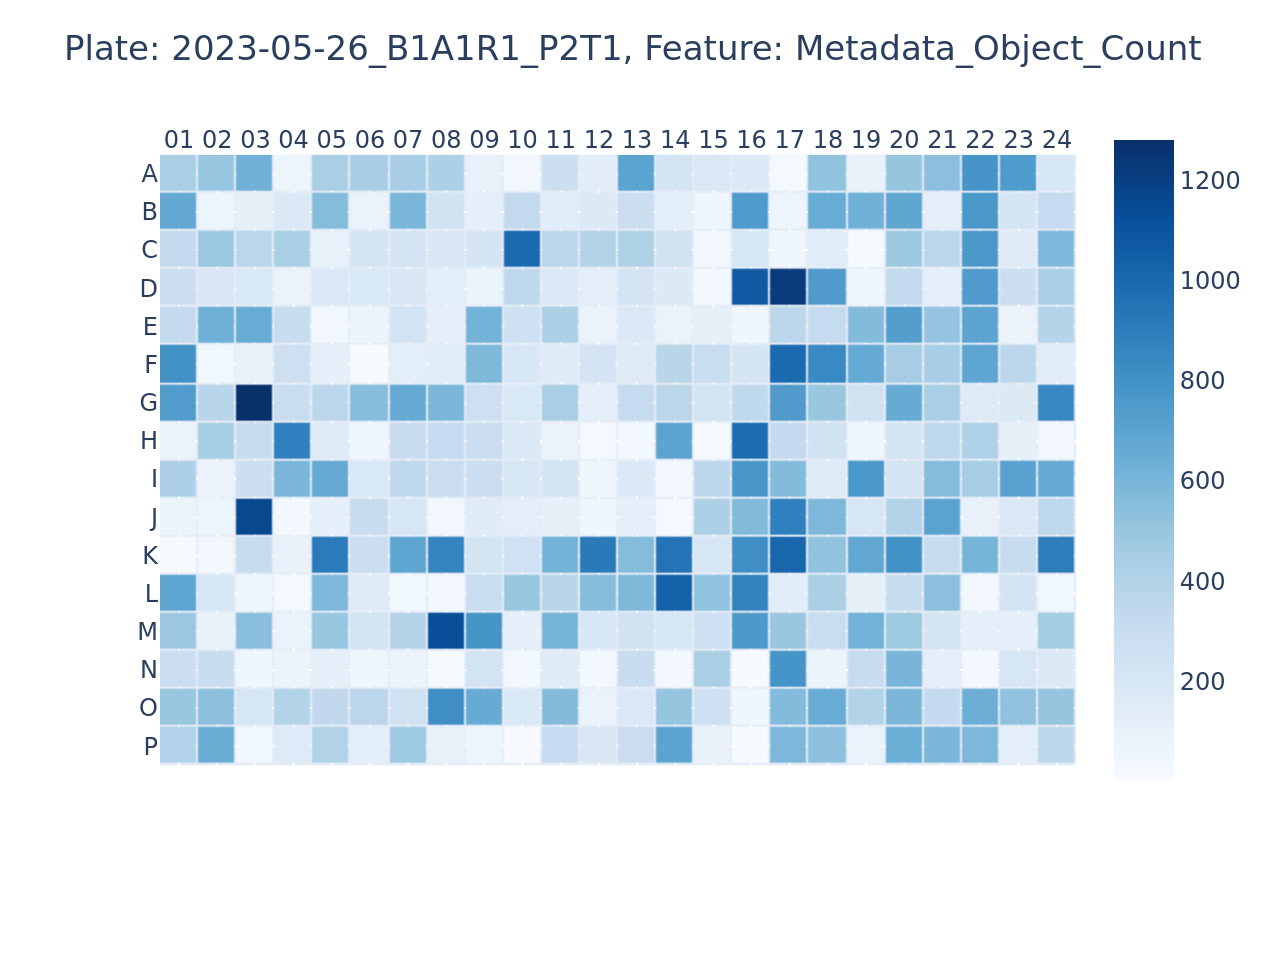 Plate: 2023-05-26_B1A1R1_P2T1, Feature: Metadata_Object_Count
01 02 03 04 05 06 07 08 09 10 11 12 13 14 15 16 17 18 19 20 21 22 23 24
A
B
C
D
E
F
G
H
I
J
K
L
M
N
O
P
1200
1000
800
600
400
200